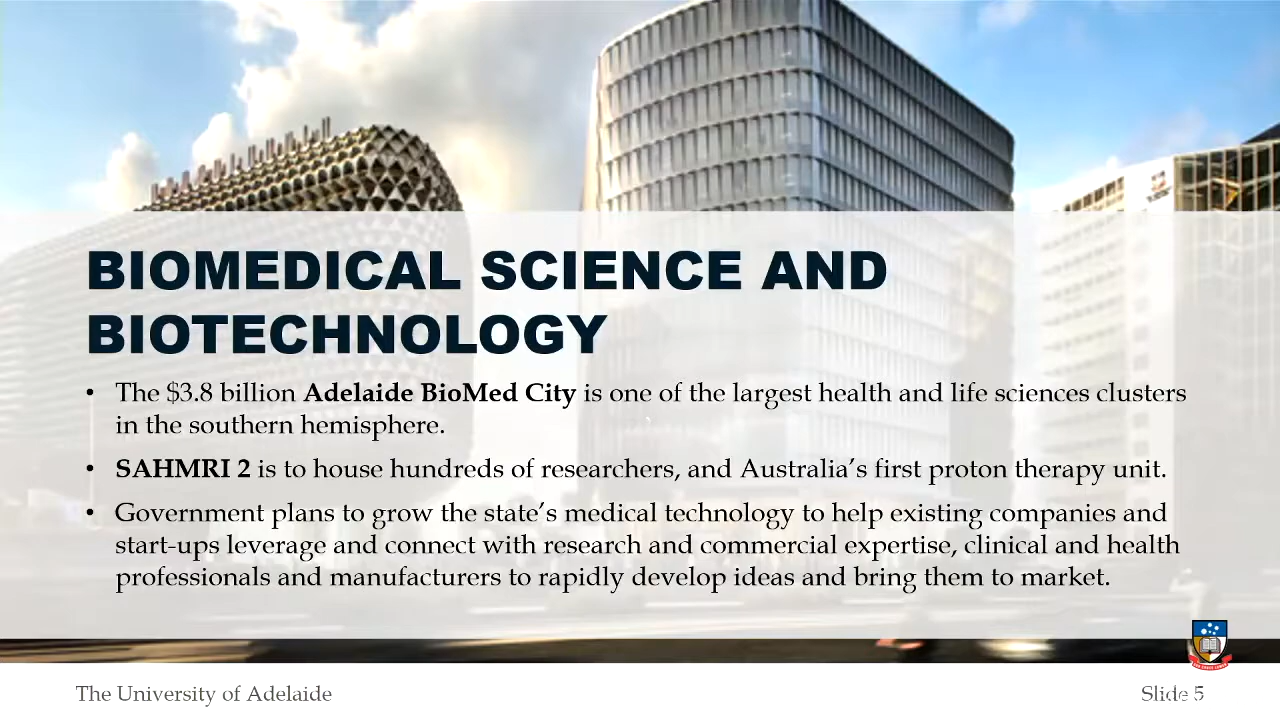 BIOMEDICAL SCIENCE AND
BIOTECHNOLOGY
• The $3.8 billion Adelaide BioMed City is one of the largest health and life sciences clusters
in the southern hemisphere.
• SAHMRI 2 is to house hundreds of researchers, and Australia’s first proton therapy unit.
• Government plans to grow the state’s medical technology to help existing companies and
start-ups leverage and connect with research and commercial expertise, clinical and health
professionals and manufacturers to rapidly develop ideas and bring them to market.
The University of Adelaide
Slide 5